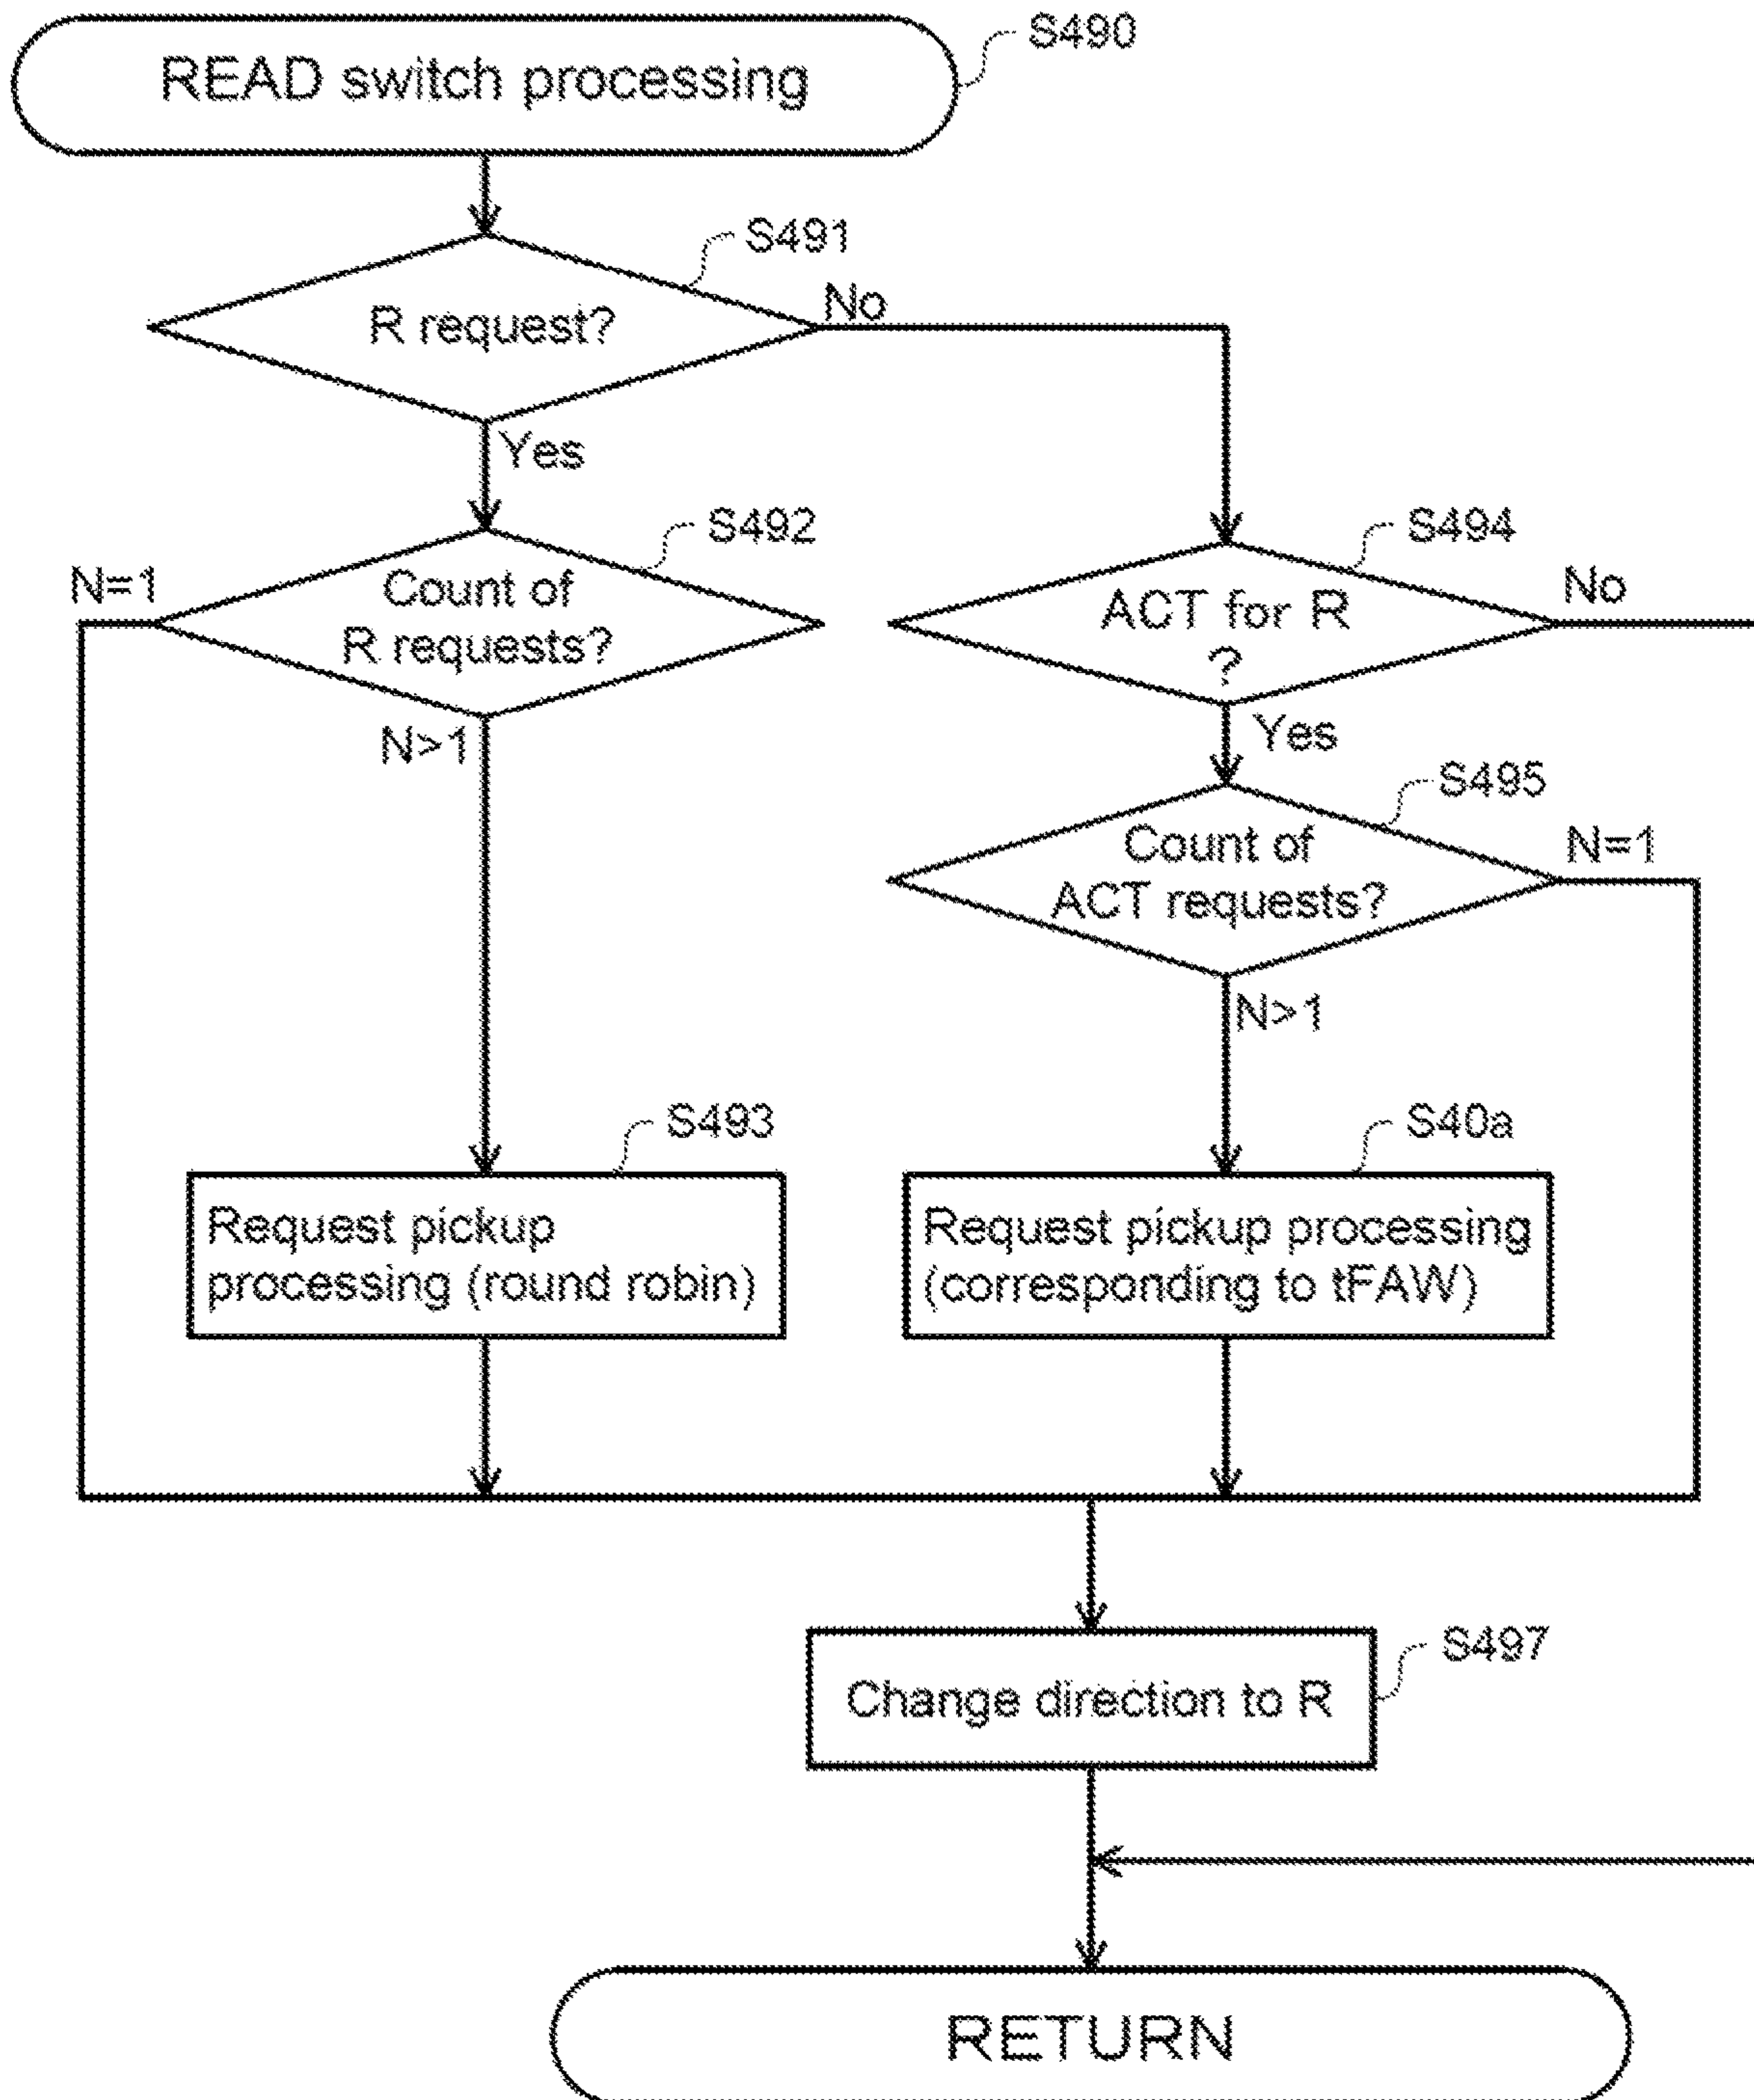 READ switch processing
S490
S491
R request?
No
Yes
S492
N=1
Count of
R requests?
N>1
S494
ACT for R
?
No
Yes
S495
Count of
ACT requests?
N=1
N>1
S493
Request pickup
processing (round robin)
S40a
Request pickup processing
(corresponding to tFAW)
S497
Change direction to R
RETURN